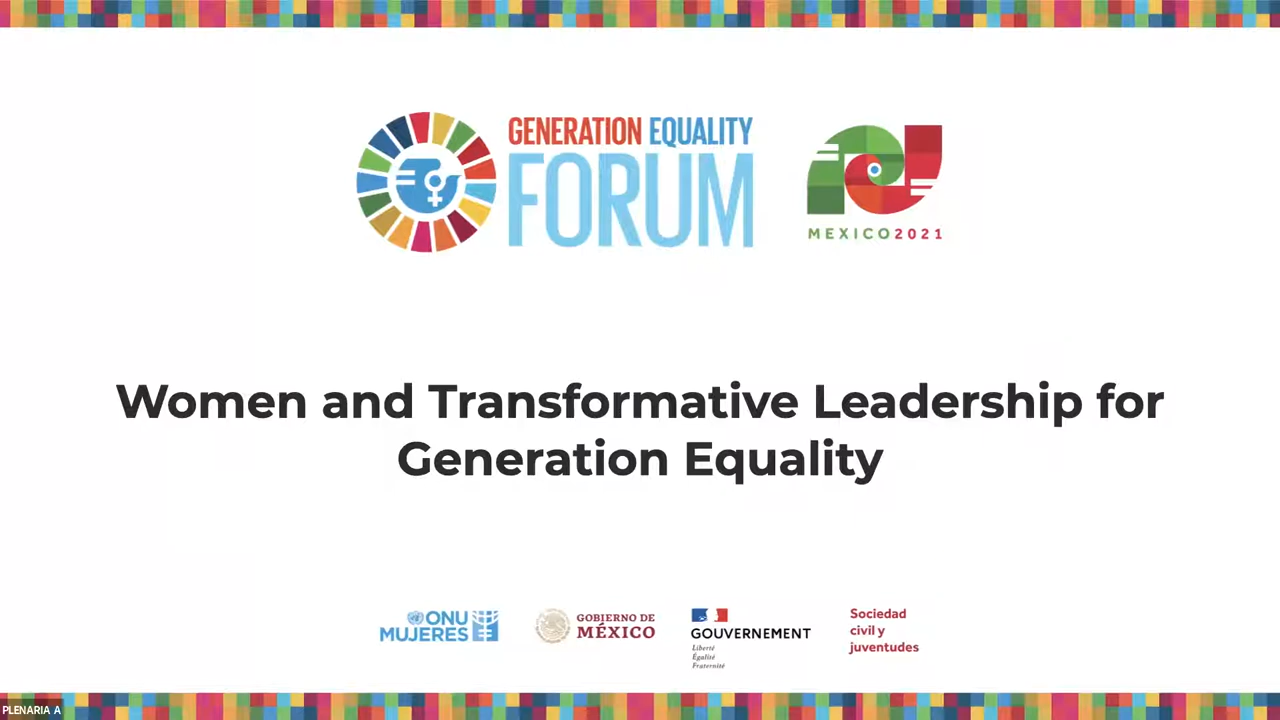 GENERATION EQUALITY
FORUM
MEXICO2021
Women and Transformative Leadership for
Generation Equality
ONU
MUJERES
GOBIERNO DE
MÉXICO
GOUVERNEMENT
Liberté
Égalité
Fraternité
Sociedad
civil y
juventudes
PLENARIA A